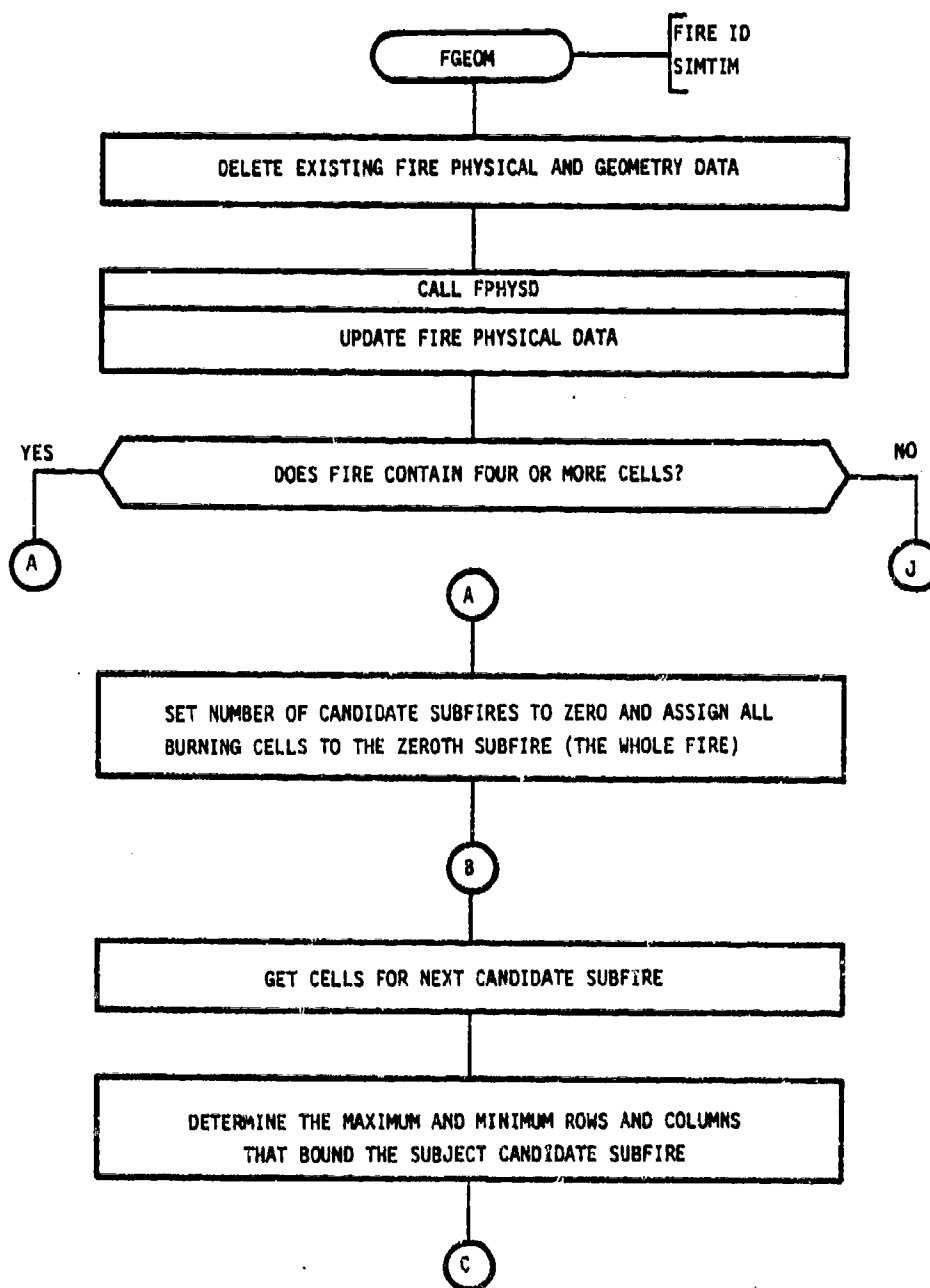 FGEOM
FIRE ID
SIMTIM
DELETE EXISTING FIRE PHYSICAL AND GEOMETRY DATA
CALL FPHYSD
UPDATE FIRE PHYSICAL DATA
YES
DOES FIRE CONTAIN FOUR OR MORE CELLS?
NO
A
J
A
SET NUMBER OF CANDIDATE SUBFIRES TO ZERO AND ASSIGN ALL
BURNING CELLS TO THE ZEROTH SUBFIRE (THE WHOLE FIRE)
B
GET CELLS FOR NEXT CANDIDATE SUBFIRE
DETERMINE THE MAXIMUM AND MINIMUM ROWS AND COLUMNS
THAT BOUND THE SUBJECT CANDIDATE SUBFIRE
C